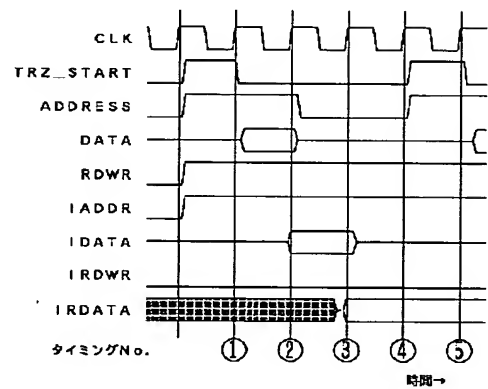 CLK
TRZ_START
ADDRESS
DATA
RDWR
IADDR
IDATA
IRDWR
IRDATA
タイミングNo. ① ② ③ ④ ⑤
時間→